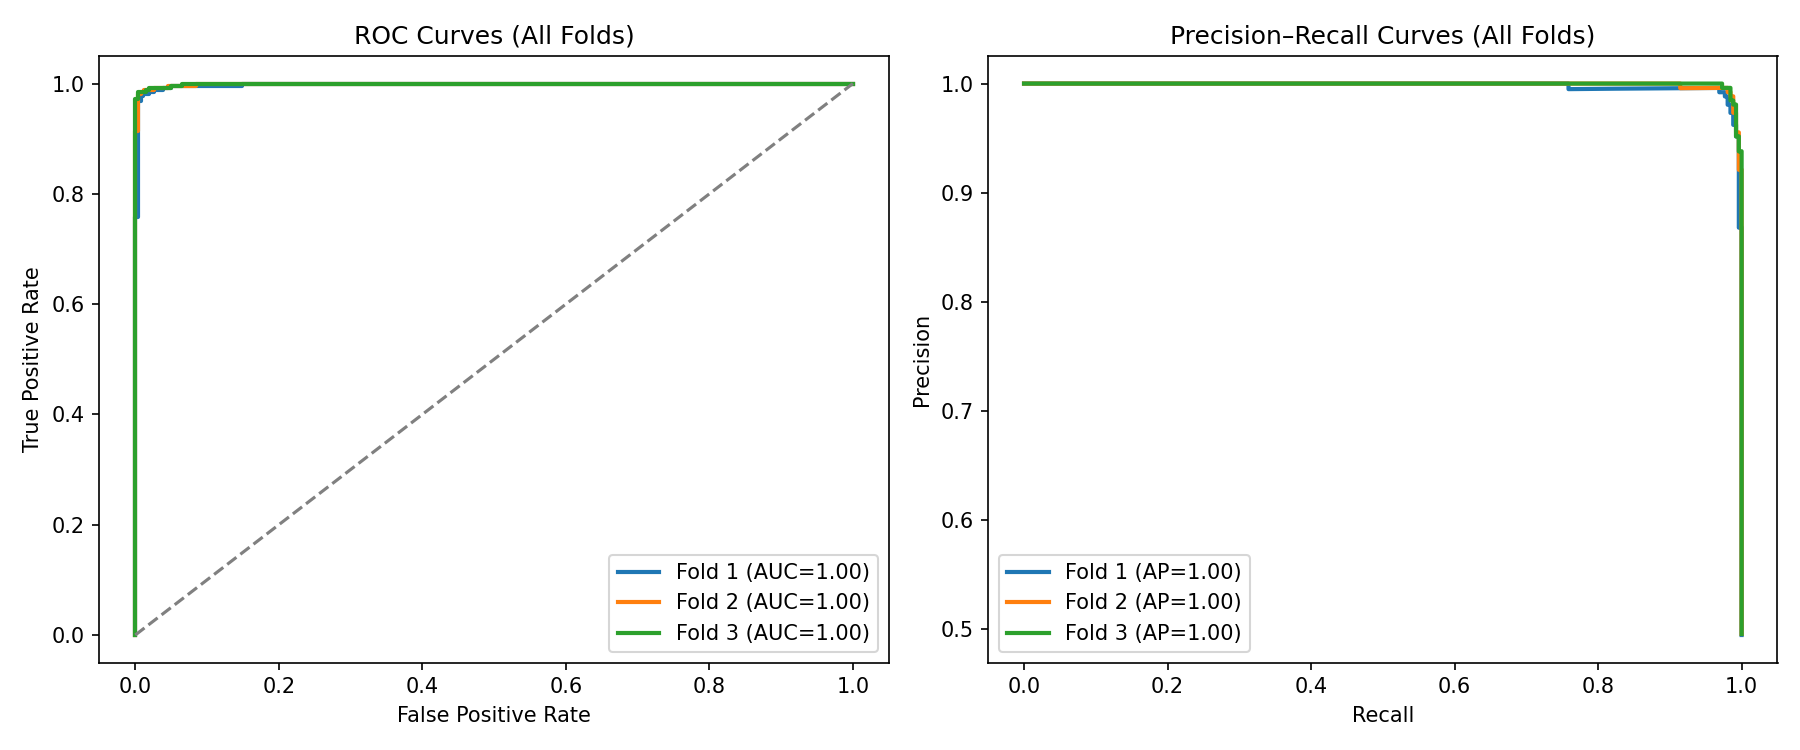 ROC Curves (All Folds)
True Positive Rate
1.0
0.8
0.6
0.4
0.2
0.0
0.0 0.2 0.4 0.6 0.8 1.0
False Positive Rate
Fold 1 (AUC=1.00)
Fold 2 (AUC=1.00)
Fold 3 (AUC=1.00)
Precision–Recall Curves (All Folds)
Precision
1.0
0.9
0.8
0.7
0.6
0.5
0.0 0.2 0.4 0.6 0.8 1.0
Recall
Fold 1 (AP=1.00)
Fold 2 (AP=1.00)
Fold 3 (AP=1.00)